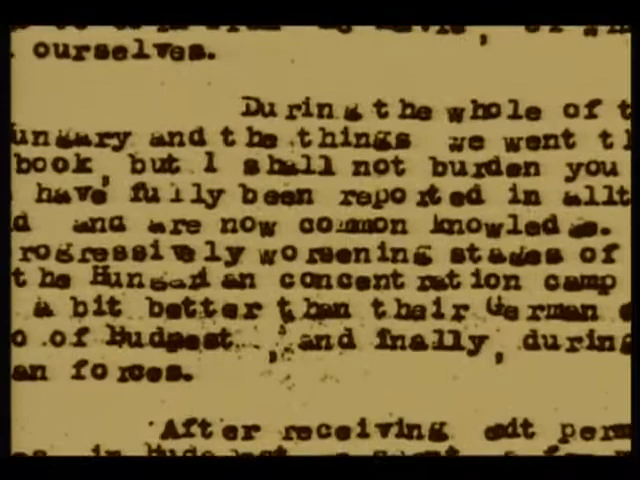 ourselves.
During the whole of t
ungary and the things we went t
book, but I shall not burden you
have fully been reported in allt
d and are now common knowledge.
rogressively worsening stages of
the Hungarian concentration camp
a bit better than their German
o of Budpest , and finally, during
an forces.
After receiving exit perm